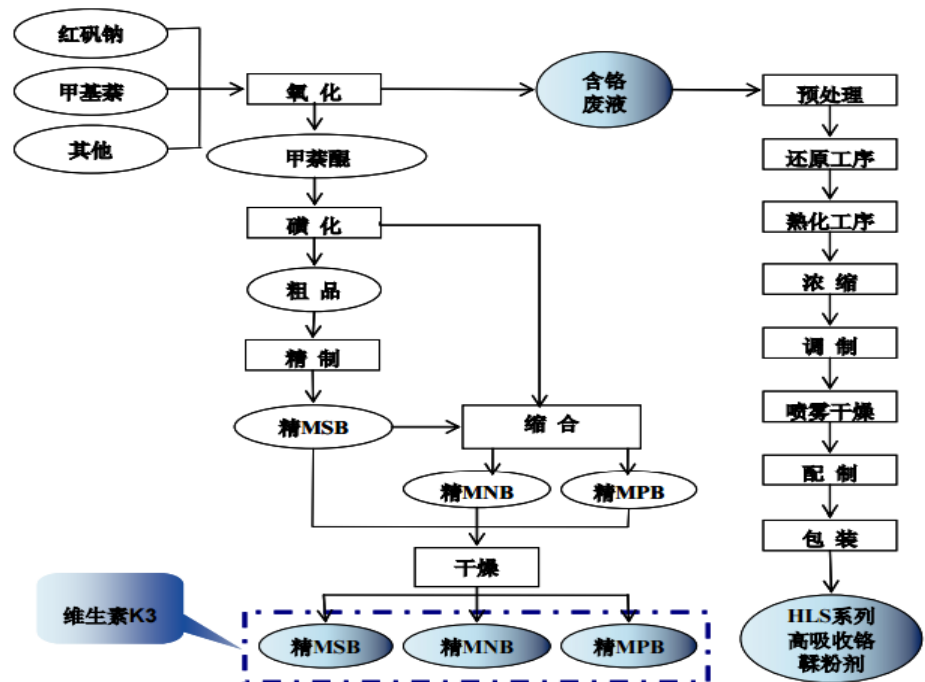 红矾钠
甲基萘
其他
氧 化
含铬
废液
预处理
甲萘醌
还原工序
磺 化
熟化工序
粗 品
浓 缩
精 制
调 制
精MSB
缩 合
喷雾干燥
精MNB
精MPB
配 制
包 装
干燥
维生素K3
精MSB
精MNB
精MPB
HLS系列
高吸收铬
鞣粉剂